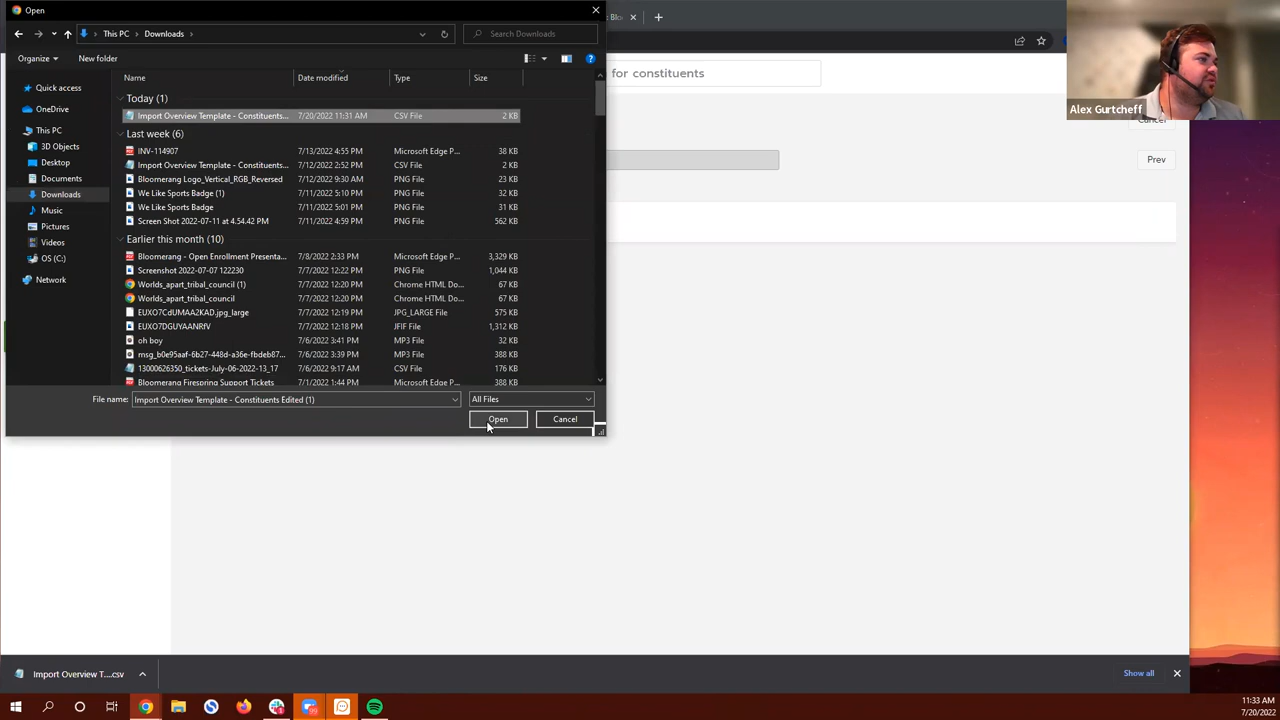 Open
Blo
This PC
Downloads
Search Downloads
for constituents
Alex Gurtcheff
Organize
New folder
Name
Date modified
Type
Size
Quick access
OneDrive
This PC
3D Objects
Desktop
Documents
Downloads
Music
Pictures
Videos
OS (C:)
Network
Today (1)
Import Overview Template - Constituents... 7/20/2022 11:31 AM CSV File 2 KB
Last week (6)
INV-114907 7/13/2022 4:55 PM Microsoft Edge P... 38 KB
Import Overview Template - Constituents... 7/12/2022 2:52 PM CSV File 2 KB
Bloomerang Logo_Vertical_RGB_Reversed 7/12/2022 9:30 AM PNG File 23 KB
We Like Sports Badge (1) 7/11/2022 5:10 PM PNG File 32 KB
We Like Sports Badge 7/11/2022 5:01 PM PNG File 31 KB
Screen Shot 2022-07-11 at 4.54.42 PM 7/11/2022 4:59 PM PNG File 562 KB
Earlier this month (10)
Bloomerang - Open Enrollment Presenta... 7/8/2022 2:33 PM Microsoft Edge P... 3,329 KB
Screenshot 2022-07-07 122230 7/7/2022 12:22 PM PNG File 1,044 KB
Worlds_apart_tribal_council (1) 7/7/2022 12:20 PM Chrome HTML Do... 67 KB
Worlds_apart_tribal_council 7/7/2022 12:20 PM Chrome HTML Do... 67 KB
EUXO7CdUMAA2KAD.jpg_large 7/7/2022 12:19 PM JPG_LARGE File 575 KB
EUXO7DGUYAANRfV 7/7/2022 12:18 PM JFIF File 1,312 KB
oh boy 7/6/2022 3:40 PM MP3 File 32 KB
msg_b0e95aaf-6b27-448d-a36e-fbdeb87... 7/6/2022 3:39 PM MP3 File 388 KB
13000626350_tickets-July-06-2022-13_17 7/6/2022 9:17 AM CSV File 176 KB
Bloomerang Firespring Support Tickets 7/1/2022 1:44 PM Microsoft Edge P... 388 KB
File name: Import Overview Template - Constituents Edited (1)
All Files
Open
Cancel
Cancel
Prev
Import Overview T....csv
Show all
11:33 AM
7/20/2022